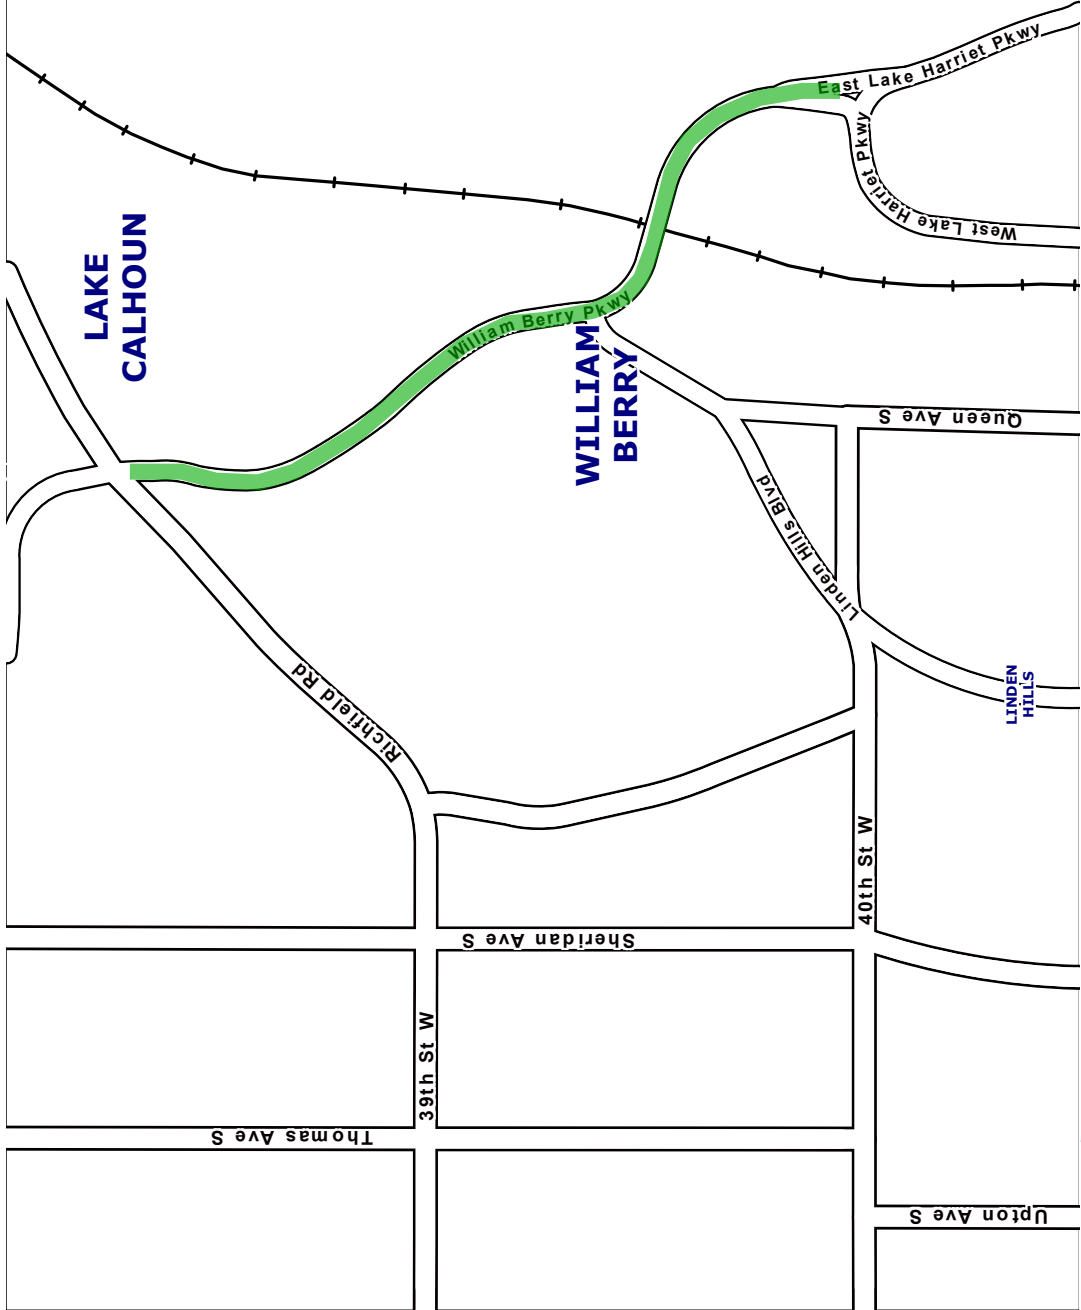 East Lake Harriet Pkwy
West Lake Harriet Pkwy
LAKE
CALHOUN
William Berry Pkwy
WILLIAM
BERRY
Queen Ave S
Linden Hills Blvd
Richfield Rd
LINDEN
HILLS
40th St W
Sheridan Ave S
39th St W
Thomas Ave S
Upton Ave S